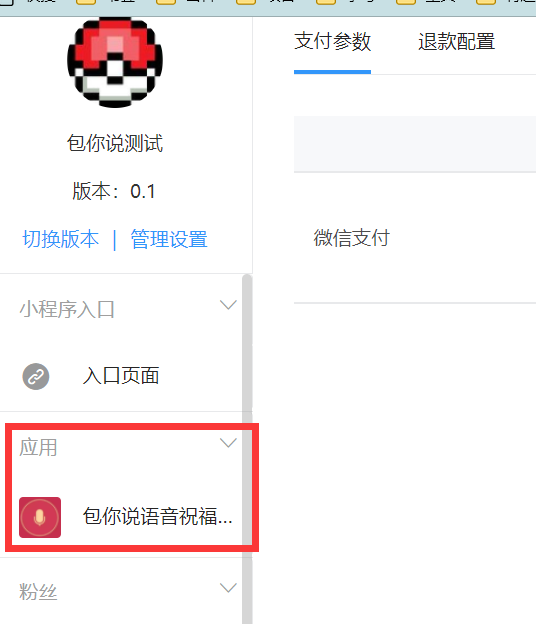 支付参数
退款配置
包你说测试
版本：0.1
切换版本 | 管理设置
微信支付
小程序入口
入口页面
应用
包你说语音祝福...
粉丝